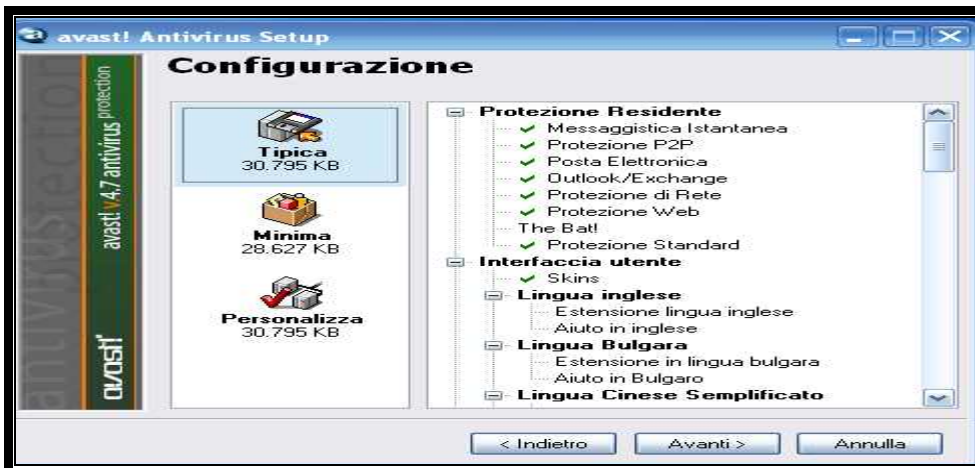 avast! Antivirus Setup
Configurazione
antivirus protection
avast! v4.7 antivirus protection
avast!
Tipica
30.795 KB
Minima
28.627 KB
Personalizza
30.795 KB
Protezione Residente
Messaggistica Istantanea
Protezione P2P
Posta Elettronica
Outlook/Exchange
Protezione di Rete
Protezione Web
The Bat!
Protezione Standard
Interfaccia utente
Skins
Lingua inglese
Estensione lingua inglese
Aiuto in inglese
Lingua Bulgara
Estensione in lingua bulgara
Aiuto in Bulgaro
Lingua Cinese Semplificato
< Indietro
Avanti >
Annulla